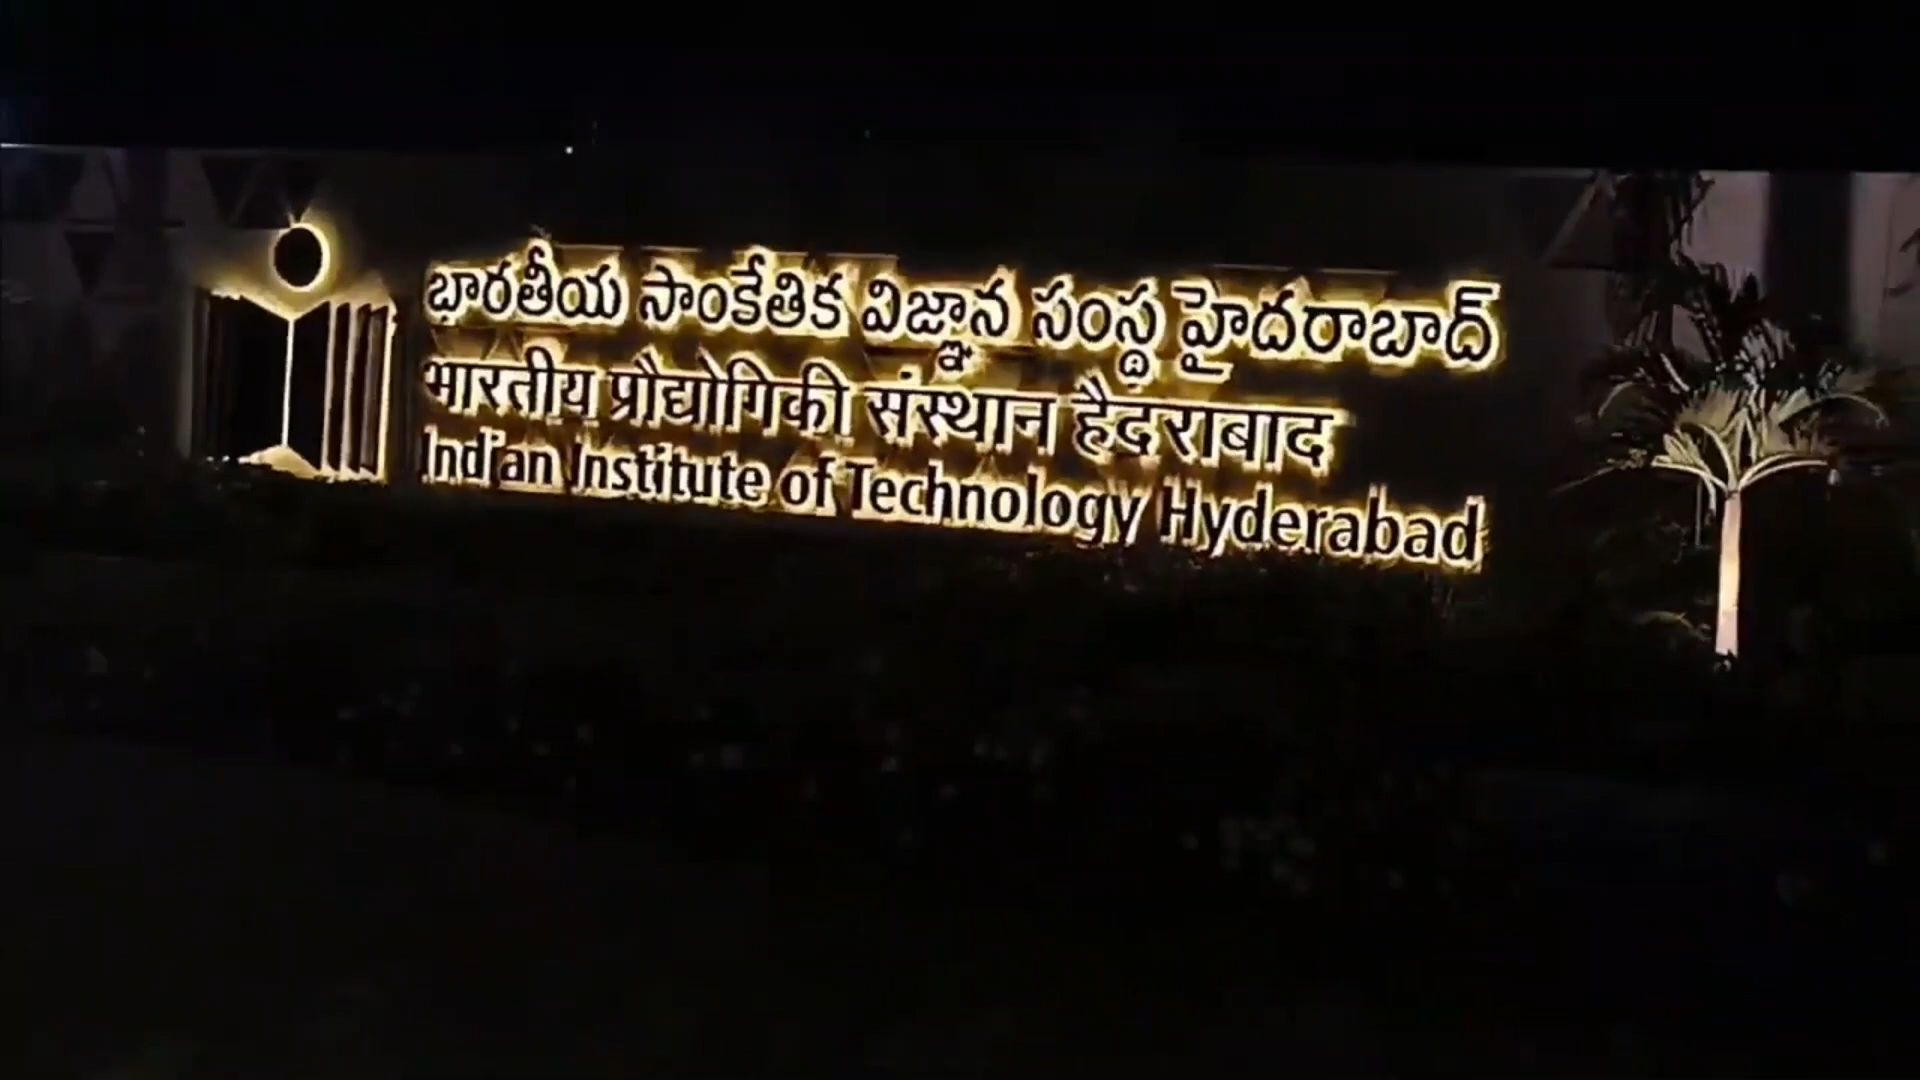 భారతీయ సాంకేతిక విజ్ఞాన సంస్థ హైదరాబాద్
भारतीय प्रौद्योगिकी संस्थान हैदराबाद
Indian Institute of Technology Hyderabad